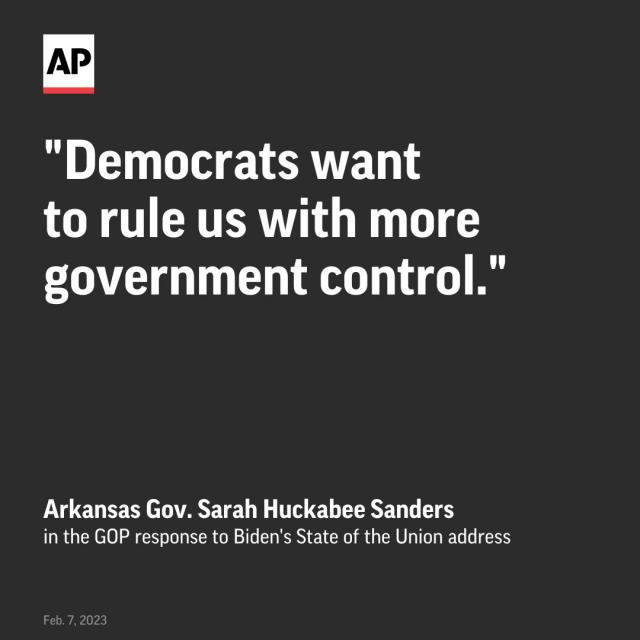 AP
"Democrats want
to rule us with more
government control."
Arkansas Gov. Sarah Huckabee Sanders
in the GOP response to Biden's State of the Union address
Feb. 7, 2023